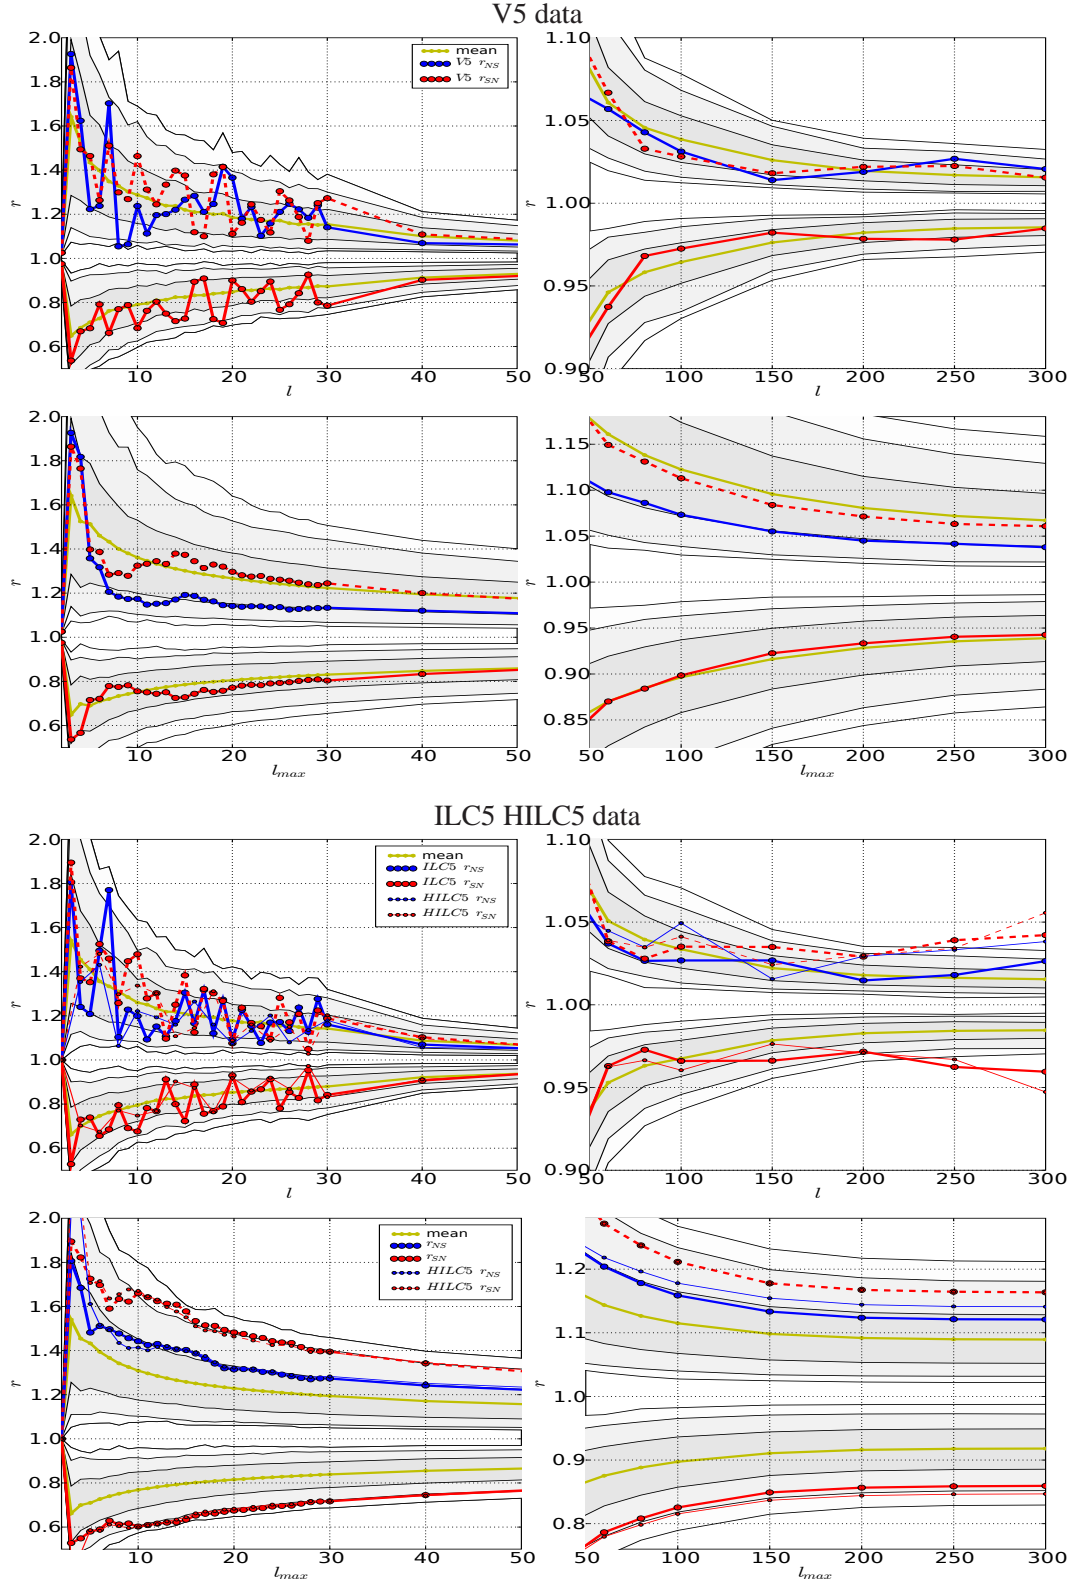 V5 data
2.0
1.8
1.6
1.4
1.2
1.0
0.8
0.6
r
10 20 30 40 50
l
mean
V5 r_NS
V5 r_SN
1.10
1.05
1.00
0.95
0.90
r
50 100 150 200 250 300
l
2.0
1.8
1.6
1.4
1.2
1.0
0.8
0.6
r
10 20 30 40 50
l_max
1.15
1.10
1.05
1.00
0.95
0.90
0.85
r
50 100 150 200 250 300
l_max
ILC5 HILC5 data
2.0
1.8
1.6
1.4
1.2
1.0
0.8
0.6
r
10 20 30 40 50
l
mean
ILC5 r_NS
ILC5 r_SN
HILC5 r_NS
HILC5 r_SN
1.10
1.05
1.00
0.95
0.90
r
50 100 150 200 250 300
l
2.0
1.8
1.6
1.4
1.2
1.0
0.8
0.6
r
10 20 30 40 50
l_max
mean
r_NS
r_SN
HILC5 r_NS
HILC5 r_SN
1.2
1.1
1.0
0.9
0.8
r
50 100 150 200 250 300
l_max